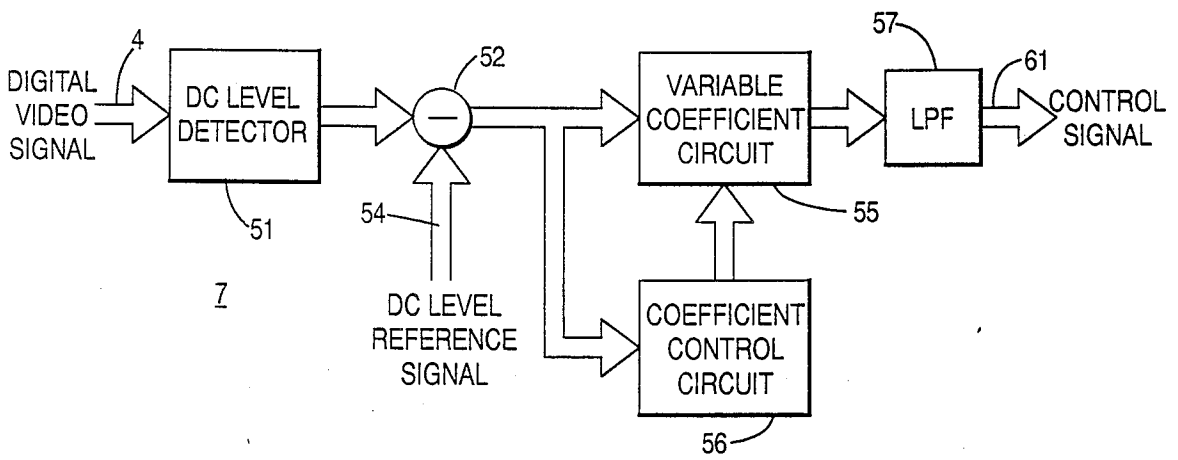 4
DIGITAL
VIDEO
SIGNAL
DC LEVEL
DETECTOR
51
52
54
DC LEVEL
REFERENCE
SIGNAL
VARIABLE
COEFFICIENT
CIRCUIT
55
COEFFICIENT
CONTROL
CIRCUIT
56
57
LPF
61
CONTROL
SIGNAL
7